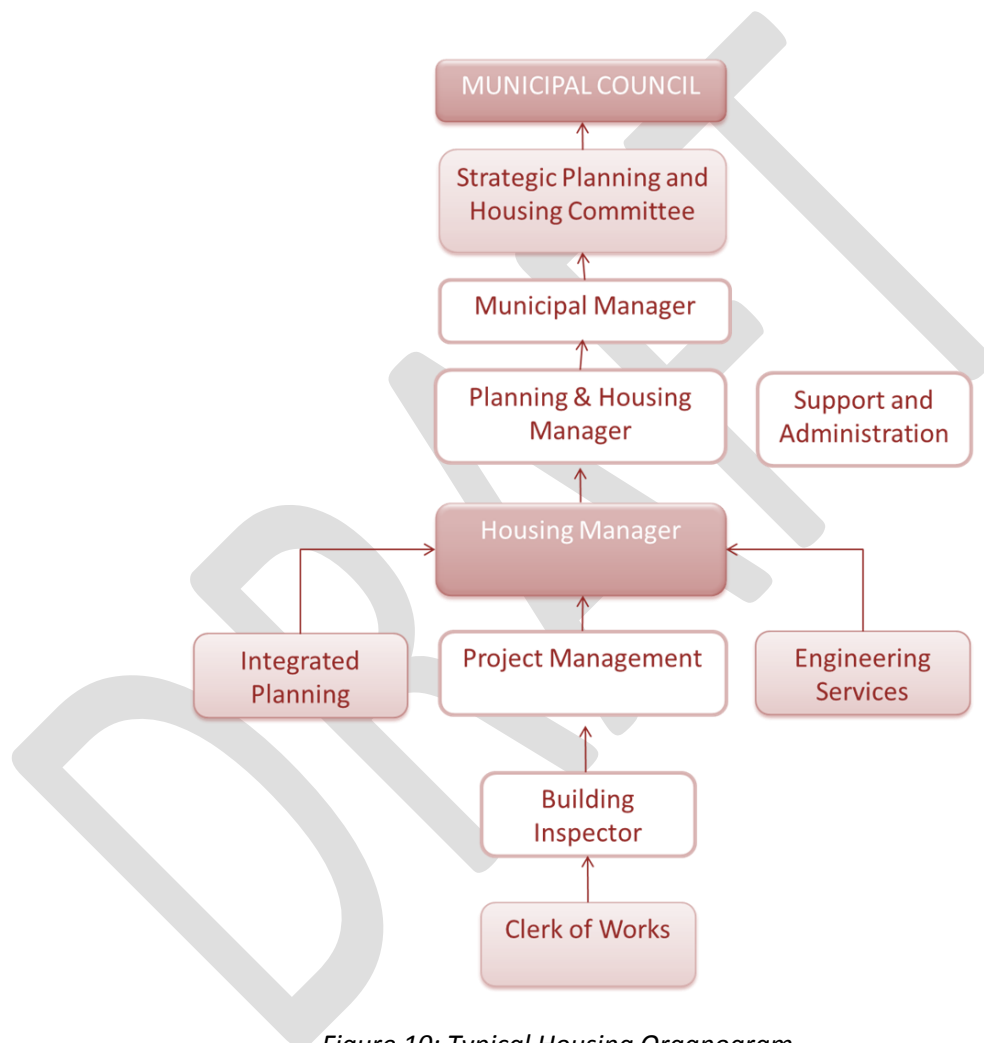 MUNICIPAL COUNCIL
Strategic Planning and
Housing Committee
Municipal Manager
Planning & Housing
Manager
Support and
Administration
Housing Manager
Integrated
Planning
Project Management
Engineering
Services
Building
Inspector
Clerk of Works
DRAFT
Figure 10: Typical Housing Organogram